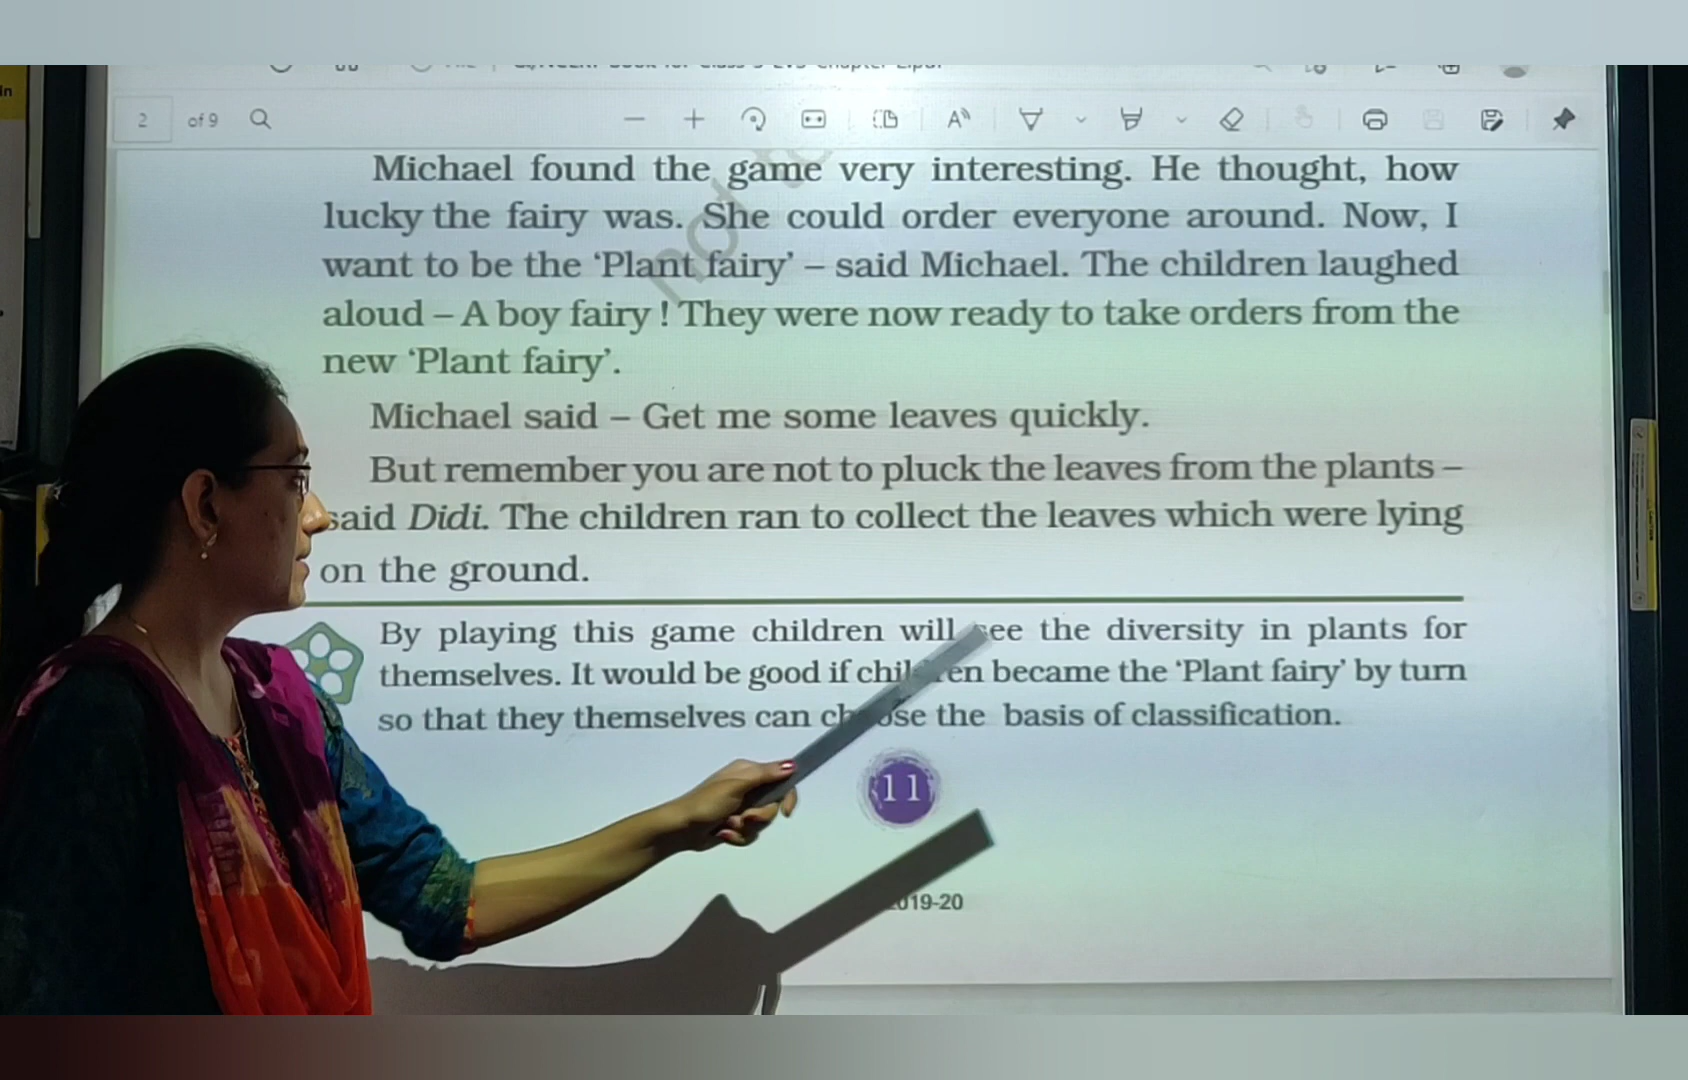 in
2 of 9
Michael found the game very interesting. He thought, how
lucky the fairy was. She could order everyone around. Now, I
want to be the ‘Plant fairy’ – said Michael. The children laughed
aloud – A boy fairy ! They were now ready to take orders from the
new ‘Plant fairy’.
Michael said – Get me some leaves quickly.
But remember you are not to pluck the leaves from the plants –
said Didi. The children ran to collect the leaves which were lying
on the ground.
By playing this game children will see the diversity in plants for
themselves. It would be good if children became the ‘Plant fairy’ by turn
so that they themselves can choose the basis of classification.
11
2019-20